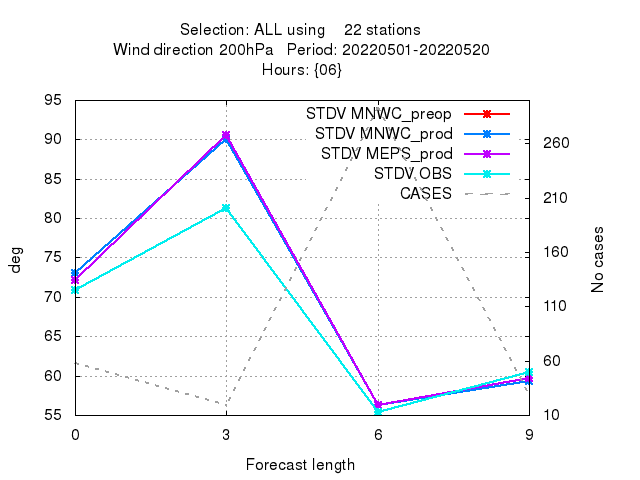 Selection: ALL using 22 stations
Wind direction 200hPa Period: 20220501-20220520
Hours: {06}
95
90
85
80
75
70
65
60
55
deg
STDV MNWC_preop
STDV MNWC_prod
STDV MEPS_prod
STDV OBS
CASES
260
210
160
110
60
10
No cases
0 3 6 9
Forecast length